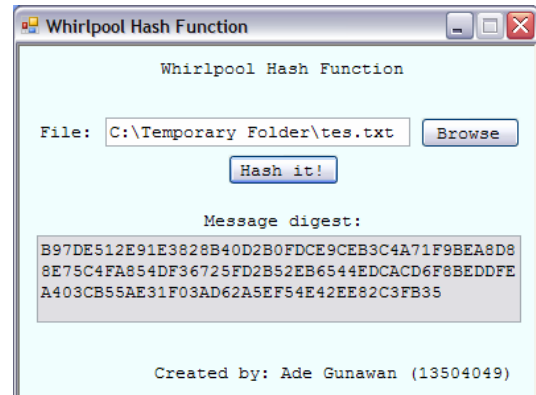 Whirlpool Hash Function
Whirlpool Hash Function
File: C:\Temporary Folder\tes.txt Browse
Hash it!
Message digest:
B97DE512E91E3828B40D2B0FDCE9CEB3C4A71F9BEA8D8
8E75C4FA854DF36725FD2B52EB6544EDCACD6F8BEDDFE
A403CB55AE31F03AD62A5EF54E42EE82C3FB35
Created by: Ade Gunawan (13504049)